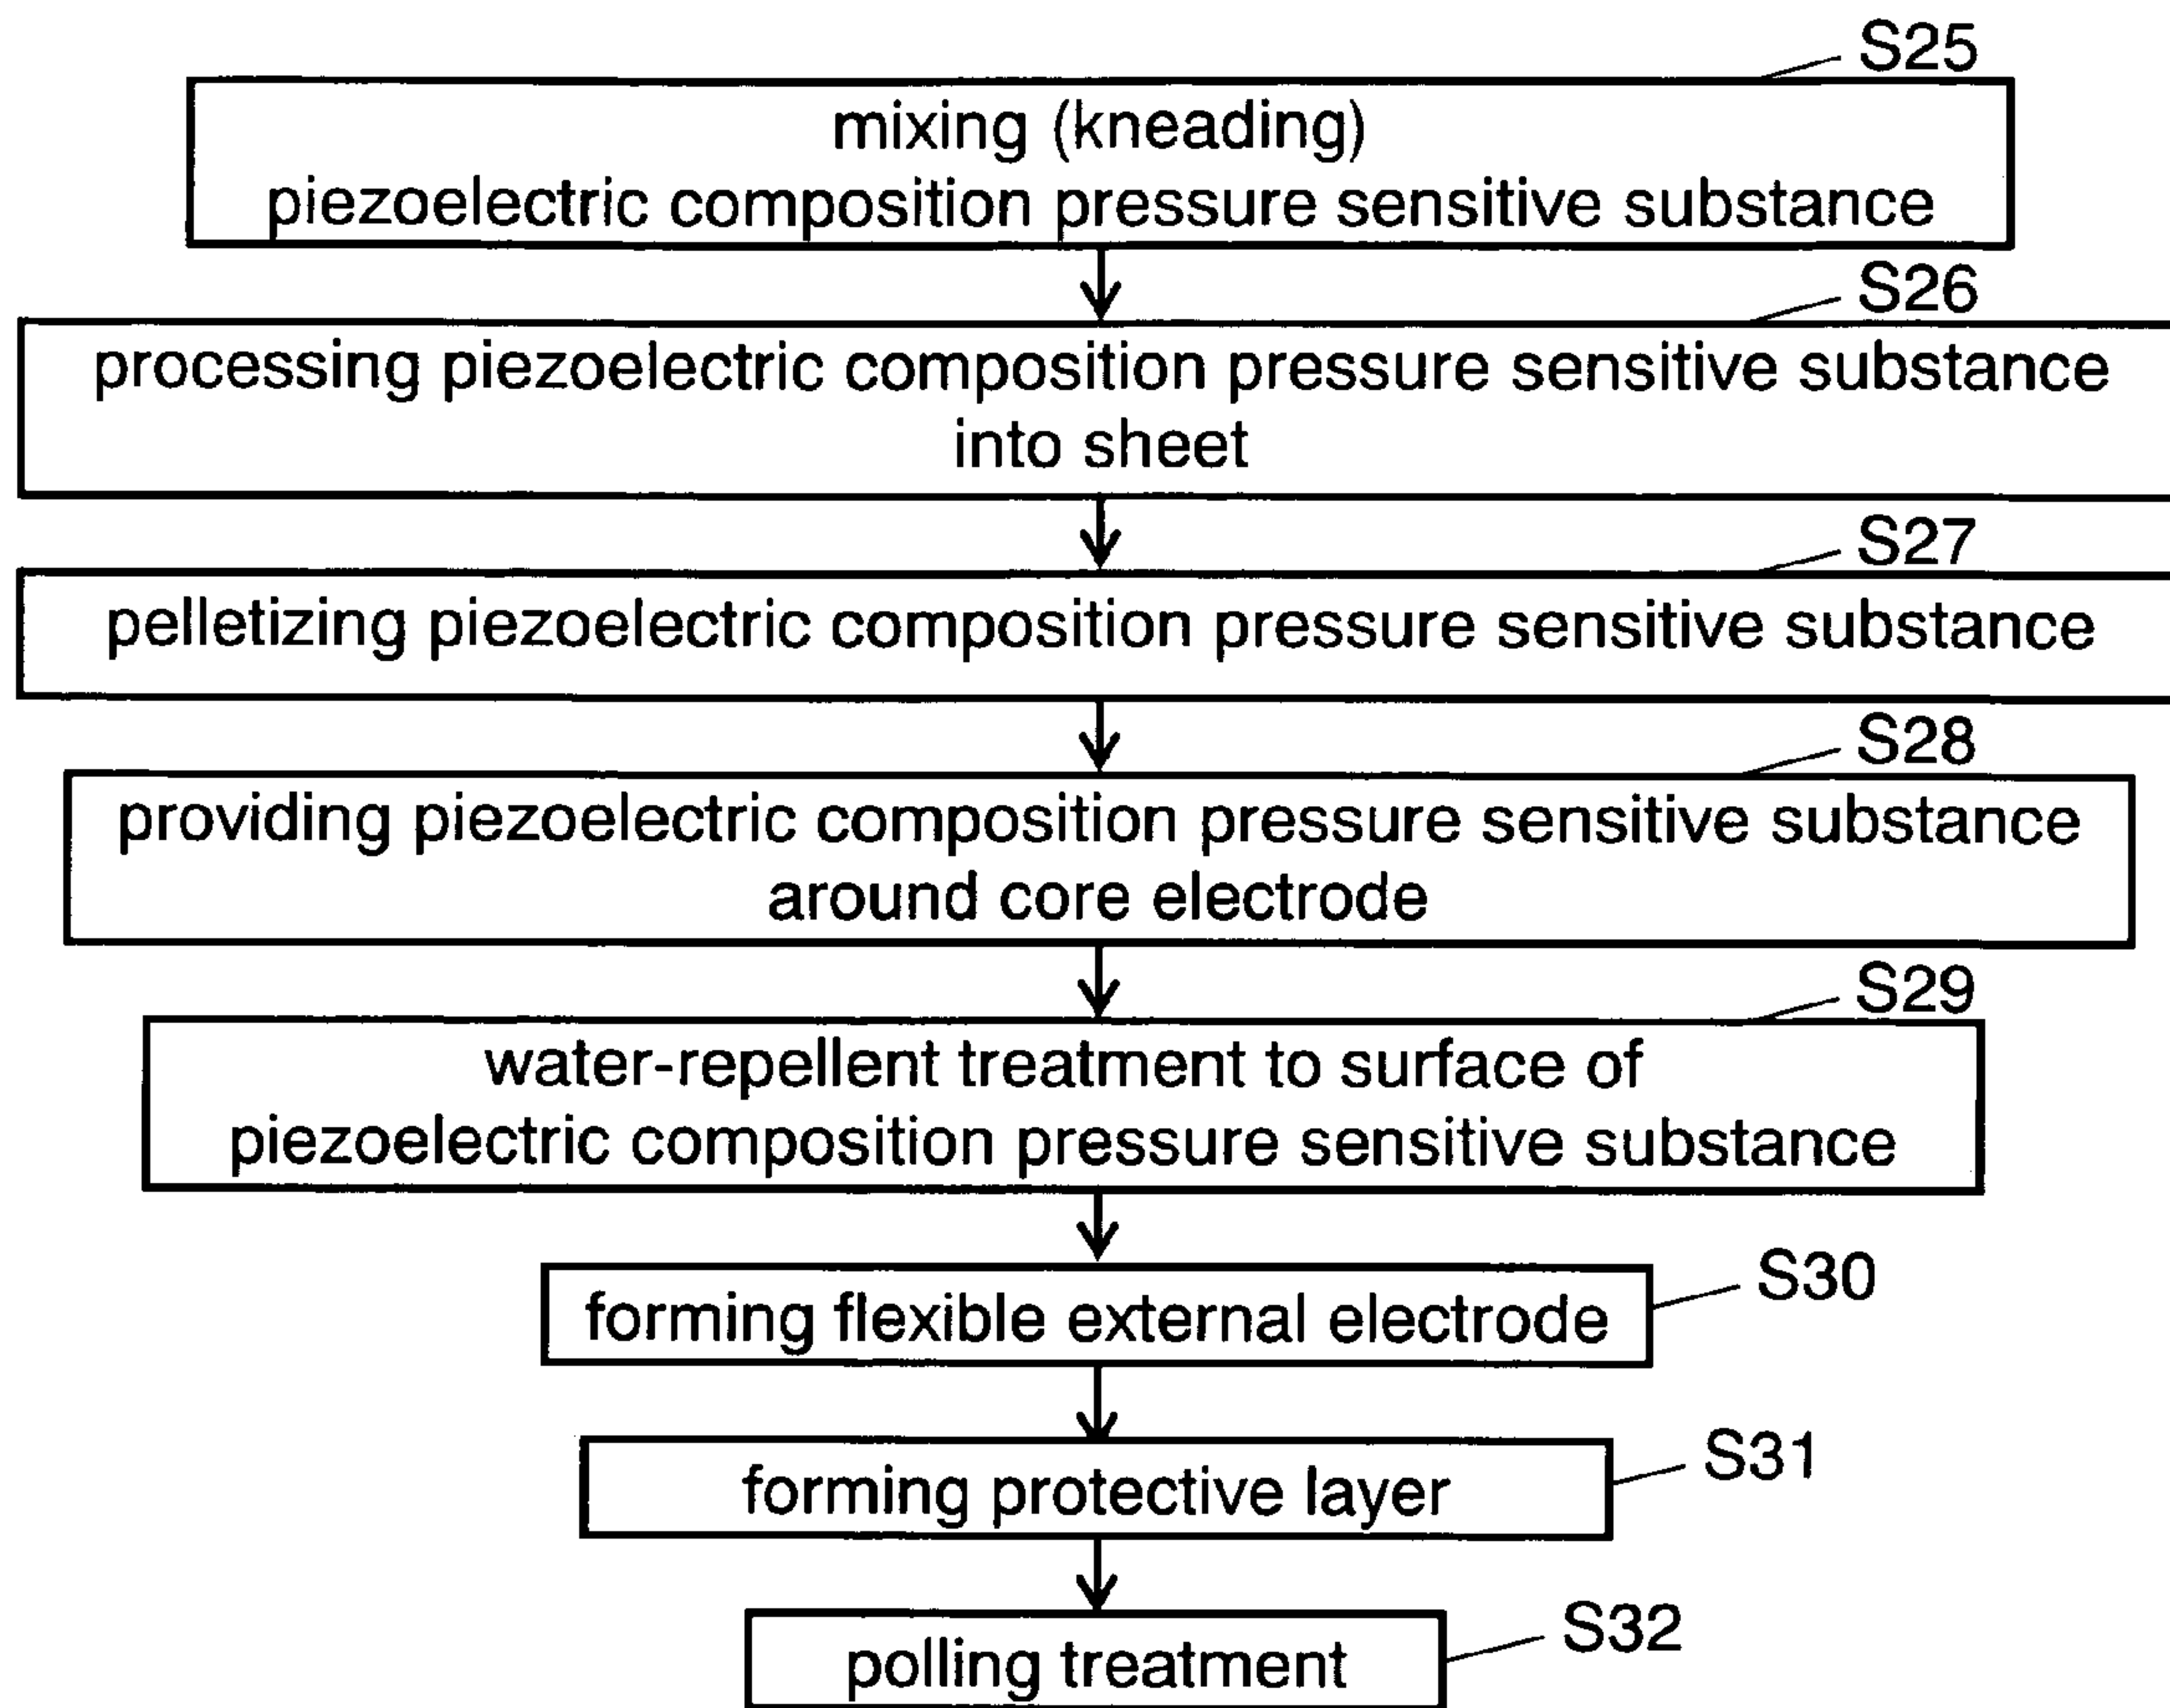 S25
mixing (kneading)
piezoelectric composition pressure sensitive substance
S26
processing piezoelectric composition pressure sensitive substance
into sheet
S27
pelletizing piezoelectric composition pressure sensitive substance
S28
providing piezoelectric composition pressure sensitive substance
around core electrode
S29
water-repellent treatment to surface of
piezoelectric composition pressure sensitive substance
S30
forming flexible external electrode
S31
forming protective layer
S32
polling treatment